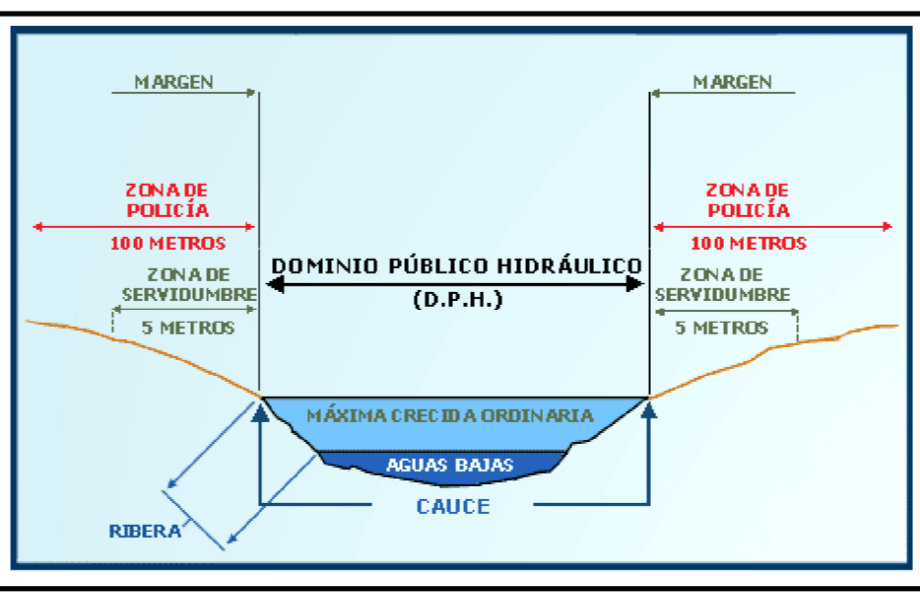 MARGEN
MARGEN
ZONA DE
POLICÍA
100 METROS
ZONA DE
POLICÍA
100 METROS
DOMINIO PÚBLICO HIDRÁULICO
(D.P.H.)
ZONA DE
SERVIDUMBRE
5 METROS
ZONA DE
SERVIDUMBRE
5 METROS
MÁXIMA CRECIDA ORDINARIA
AGUAS BAJAS
CAUCE
RIBERA